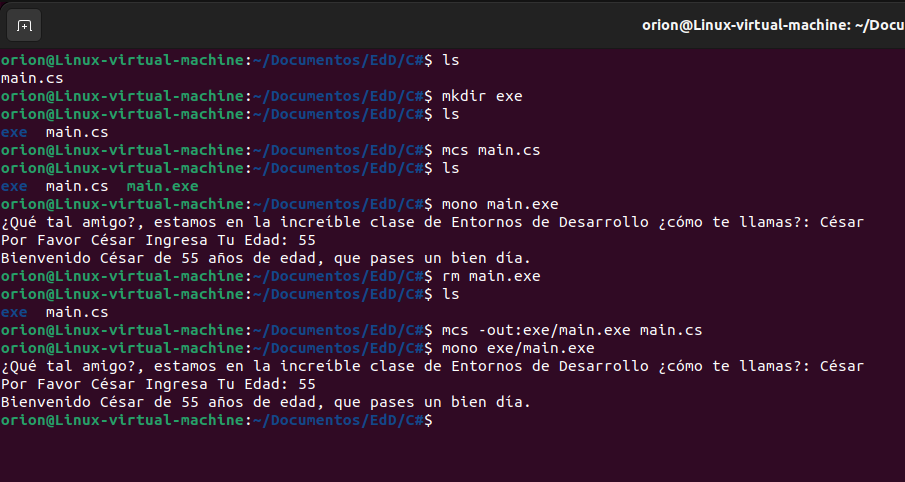 orion@Linux-virtual-machine: ~/Docu
orion@Linux-virtual-machine:~/Documentos/EdD/C#$ ls
main.cs
orion@Linux-virtual-machine:~/Documentos/EdD/C#$ mkdir exe
orion@Linux-virtual-machine:~/Documentos/EdD/C#$ ls
exe  main.cs
orion@Linux-virtual-machine:~/Documentos/EdD/C#$ mcs main.cs
orion@Linux-virtual-machine:~/Documentos/EdD/C#$ ls
exe  main.cs  main.exe
orion@Linux-virtual-machine:~/Documentos/EdD/C#$ mono main.exe
¿Qué tal amigo?, estamos en la increíble clase de Entornos de Desarrollo ¿cómo te llamas?: César
Por Favor César Ingresa Tu Edad: 55
Bienvenido César de 55 años de edad, que pases un bien día.
orion@Linux-virtual-machine:~/Documentos/EdD/C#$ rm main.exe
orion@Linux-virtual-machine:~/Documentos/EdD/C#$ ls
exe  main.cs
orion@Linux-virtual-machine:~/Documentos/EdD/C#$ mcs -out:exe/main.exe main.cs
orion@Linux-virtual-machine:~/Documentos/EdD/C#$ mono exe/main.exe
¿Qué tal amigo?, estamos en la increíble clase de Entornos de Desarrollo ¿cómo te llamas?: César
Por Favor César Ingresa Tu Edad: 55
Bienvenido César de 55 años de edad, que pases un bien día.
orion@Linux-virtual-machine:~/Documentos/EdD/C#$